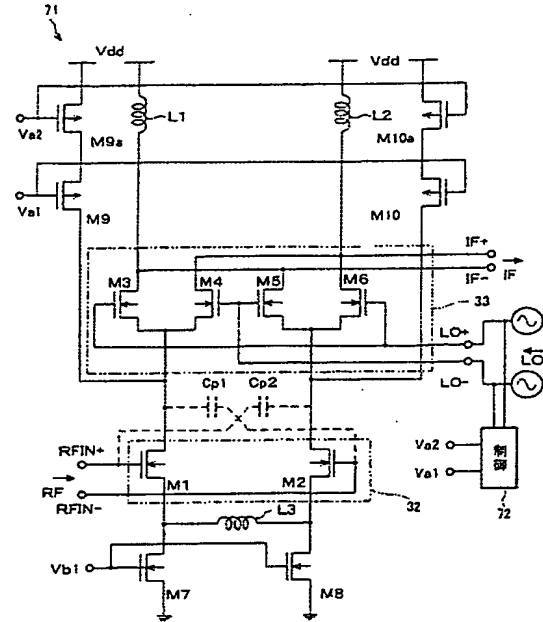 71
Vdd
Vdd
L1
L2
Va2
M9a
M10a
Va1
M9
M10
IF+
IF-
IF
M3
M4
M5
M6
33
LO+
LO
LO-
Cp1
Cp2
RFIN+
Va2
Va1
制御
RF
M1
M2
72
RFIN-
L3
32
Vb1
M7
M8